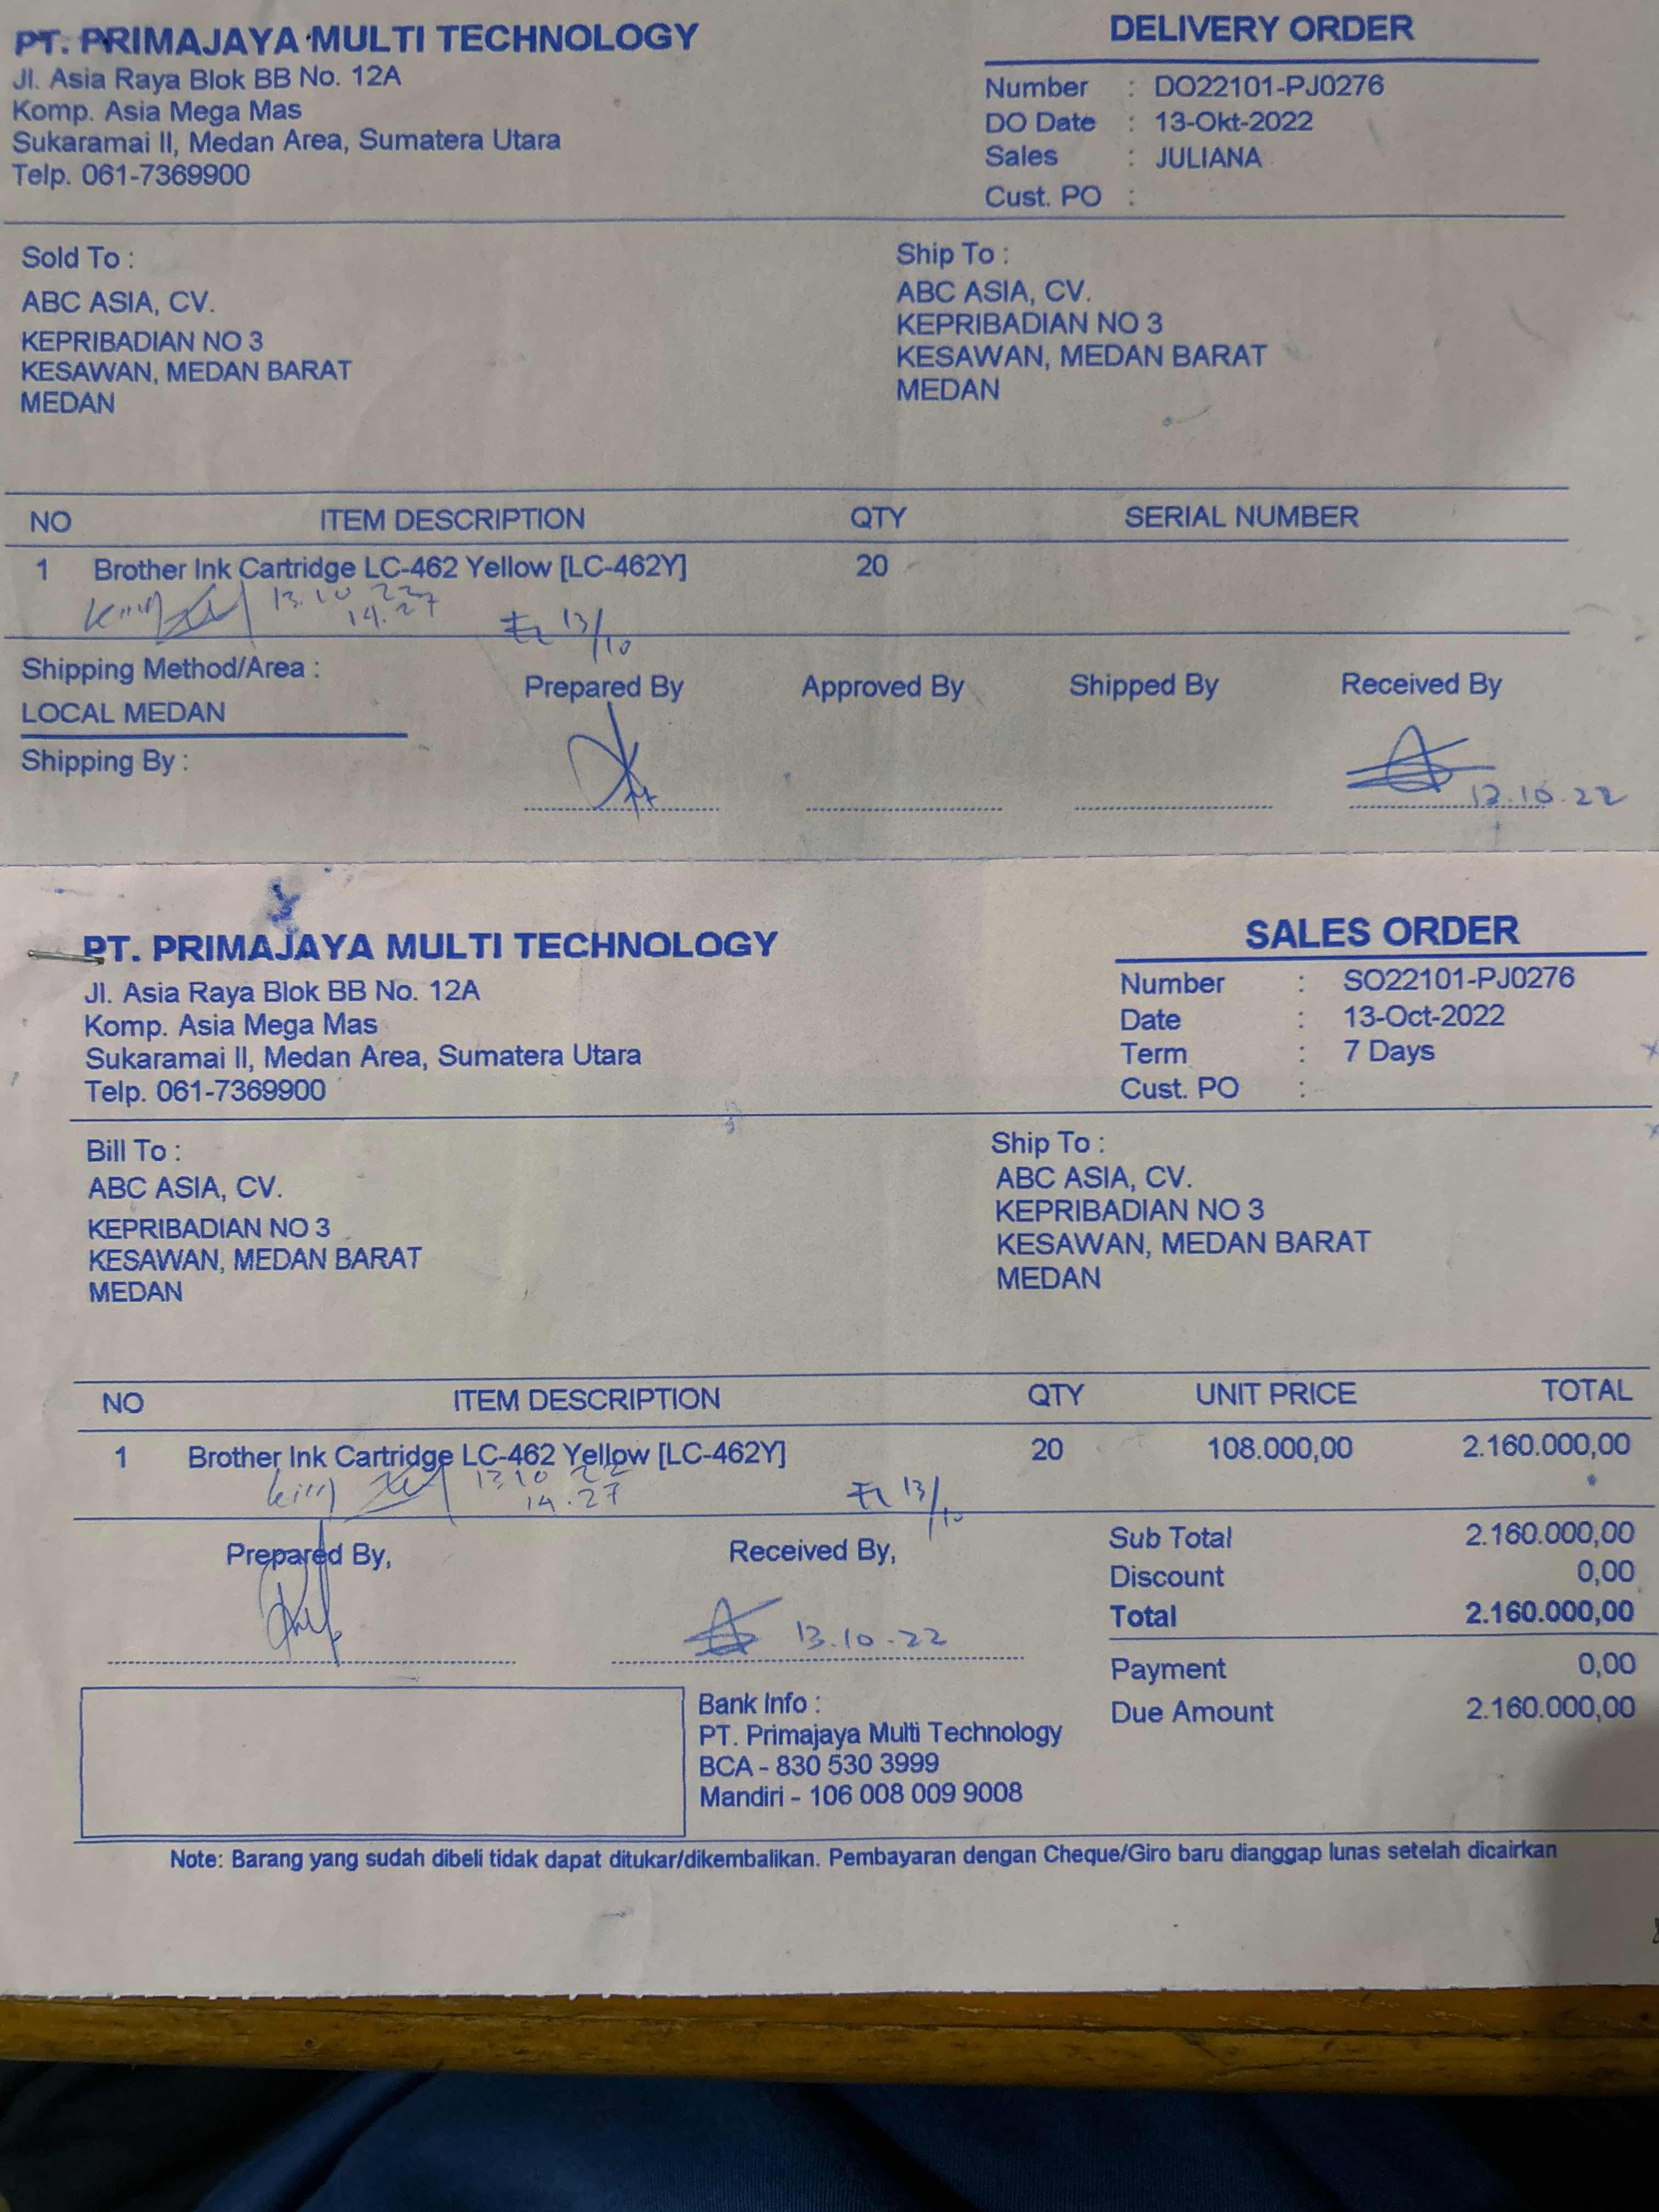 PT. PRIMAJAYA MULTI TECHNOLOGY
Jl. Asia Raya Blok BB No. 12A
Komp. Asia Mega Mas
Sukaramai II, Medan Area, Sumatera Utara
Telp. 061-7369900
DELIVERY ORDER
Number : DO22101-PJ0276
DO Date : 13-Okt-2022
Sales : JULIANA
Cust. PO :
Sold To :
ABC ASIA, CV.
KEPRIBADIAN NO 3
KESAWAN, MEDAN BARAT
MEDAN
Ship To :
ABC ASIA, CV.
KEPRIBADIAN NO 3
KESAWAN, MEDAN BARAT
MEDAN
NO ITEM DESCRIPTION QTY SERIAL NUMBER
1 Brother Ink Cartridge LC-462 Yellow [LC-462Y] 20
13.10 22
14.27
13/10
Shipping Method/Area :
LOCAL MEDAN
Shipping By :
Prepared By Approved By Shipped By Received By
13.10.22
PT. PRIMAJAYA MULTI TECHNOLOGY
Jl. Asia Raya Blok BB No. 12A
Komp. Asia Mega Mas
Sukaramai II, Medan Area, Sumatera Utara
Telp. 061-7369900
SALES ORDER
Number : SO22101-PJ0276
Date : 13-Oct-2022
Term : 7 Days
Cust. PO :
Bill To :
ABC ASIA, CV.
KEPRIBADIAN NO 3
KESAWAN, MEDAN BARAT
MEDAN
Ship To :
ABC ASIA, CV.
KEPRIBADIAN NO 3
KESAWAN, MEDAN BARAT
MEDAN
NO ITEM DESCRIPTION QTY UNIT PRICE TOTAL
1 Brother Ink Cartridge LC-462 Yellow [LC-462Y] 20 108.000,00 2.160.000,00
13.10 22
14.27
13/10
Prepared By,
Received By,
13.10.22
Sub Total 2.160.000,00
Discount 0,00
Total 2.160.000,00
Payment 0,00
Due Amount 2.160.000,00
Bank Info :
PT. Primajaya Multi Technology
BCA - 830 530 3999
Mandiri - 106 008 009 9008
Note: Barang yang sudah dibeli tidak dapat ditukar/dikembalikan. Pembayaran dengan Cheque/Giro baru dianggap lunas setelah dicairkan